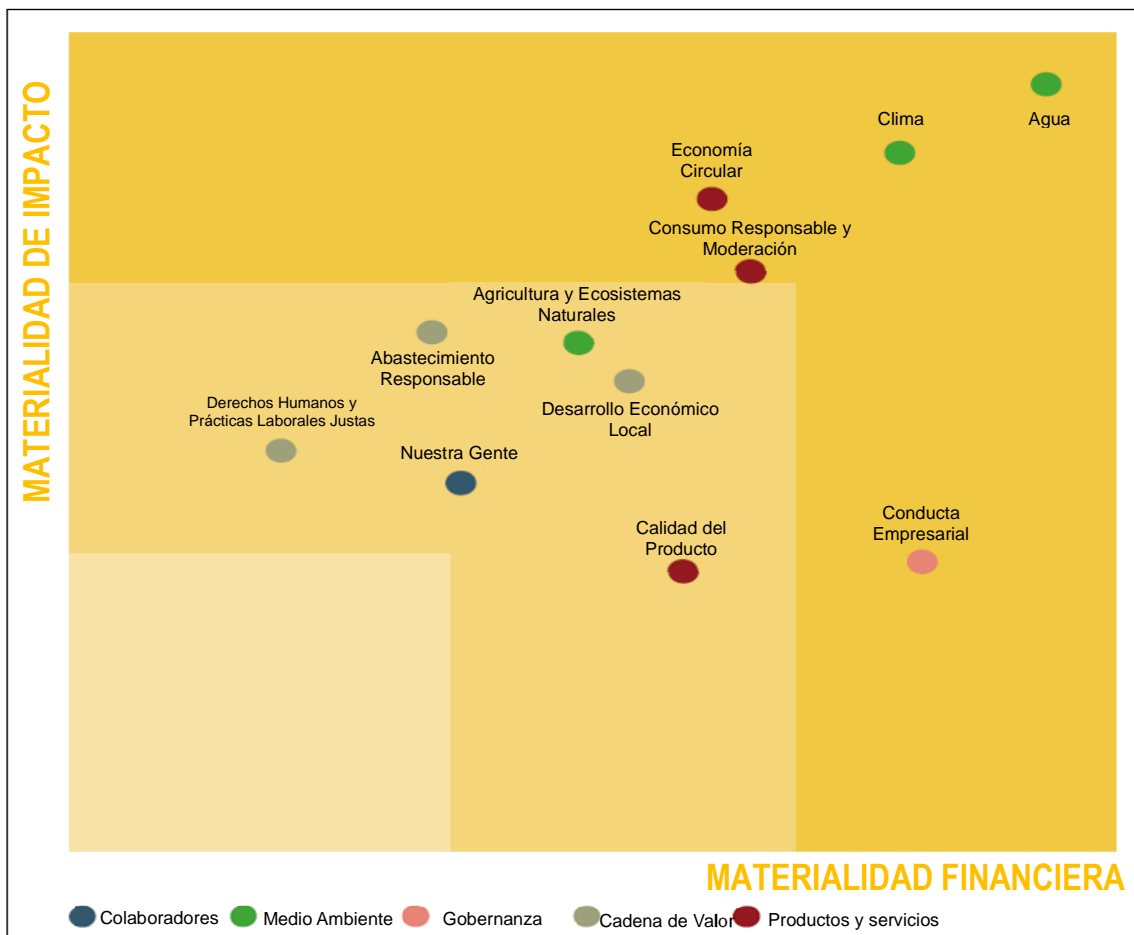 MATERIALIDAD DE IMPACTO
Agua
Clima
Economía
Circular
Consumo Responsable y
Moderación
Agricultura y Ecosistemas
Naturales
Abastecimiento
Responsable
Desarrollo Económico
Local
Derechos Humanos y
Prácticas Laborales Justas
Nuestra Gente
Calidad del
Producto
Conducta
Empresarial
MATERIALIDAD FINANCIERA
Colaboradores
Medio Ambiente
Gobernanza
Cadena de Valor
Productos y servicios